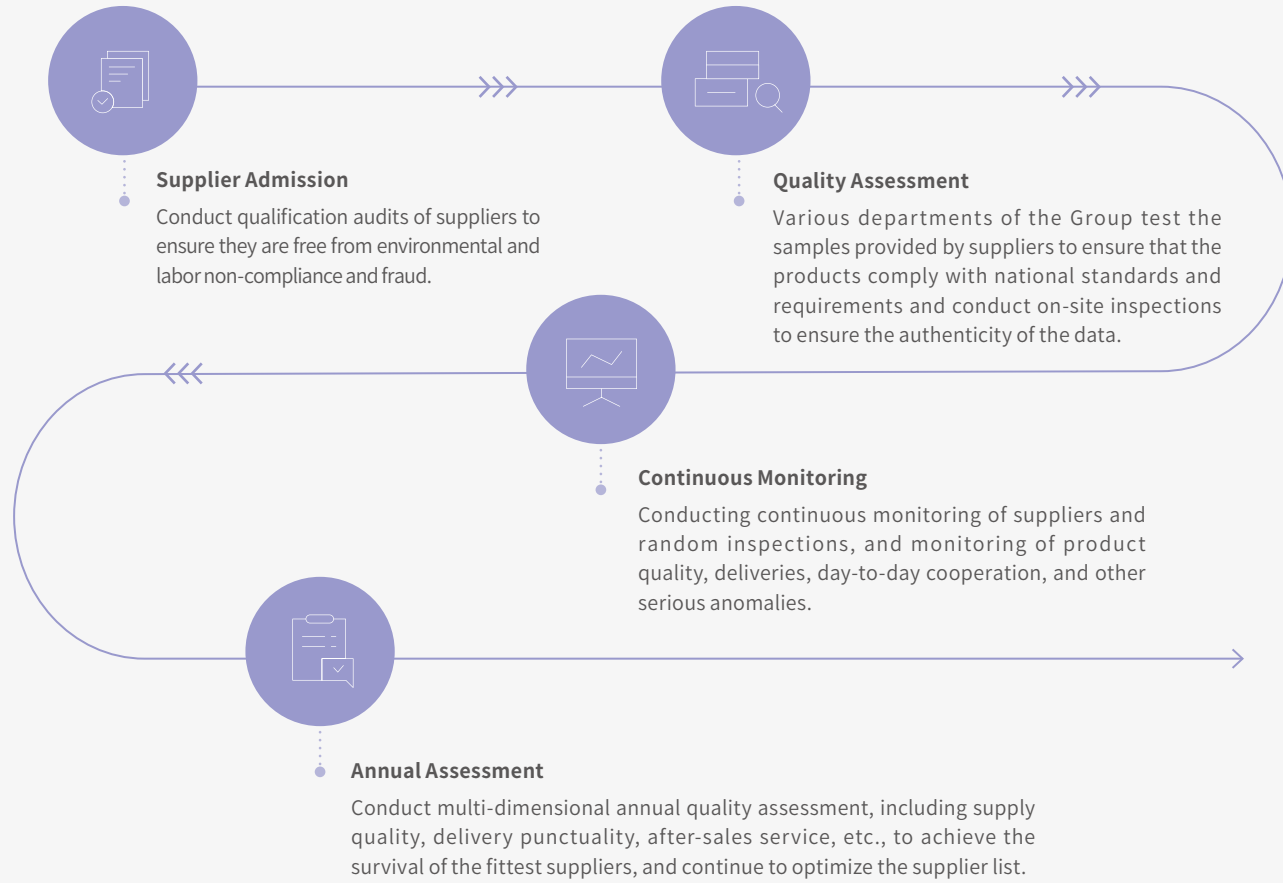 Supplier Admission
Conduct qualification audits of suppliers to
ensure they are free from environmental and
labor non-compliance and fraud.
Quality Assessment
Various departments of the Group test the
samples provided by suppliers to ensure that the
products comply with national standards and
requirements and conduct on-site inspections
to ensure the authenticity of the data.
Continuous Monitoring
Conducting continuous monitoring of suppliers and
random inspections, and monitoring of product
quality, deliveries, day-to-day cooperation, and other
serious anomalies.
Annual Assessment
Conduct multi-dimensional annual quality assessment, including supply
quality, delivery punctuality, after-sales service, etc., to achieve the
survival of the fittest suppliers, and continue to optimize the supplier list.